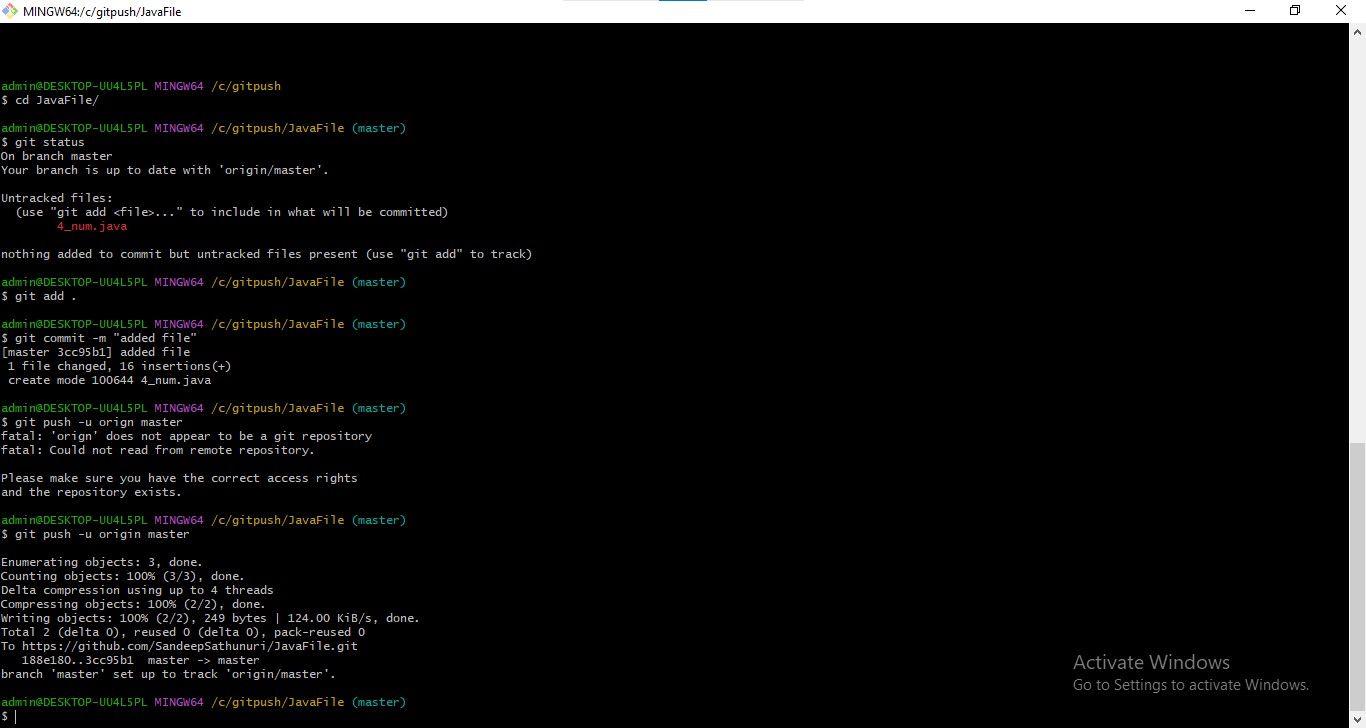 MINGW64:/c/gitpush/JavaFile
admin@DESKTOP-UU4L5PL MINGW64 /c/gitpush
$ cd JavaFile/
admin@DESKTOP-UU4L5PL MINGW64 /c/gitpush/JavaFile (master)
$ git status
On branch master
Your branch is up to date with 'origin/master'.
Untracked files:
(use "git add <file>..." to include in what will be committed)
4_num.java
nothing added to commit but untracked files present (use "git add" to track)
admin@DESKTOP-UU4L5PL MINGW64 /c/gitpush/JavaFile (master)
$ git add .
admin@DESKTOP-UU4L5PL MINGW64 /c/gitpush/JavaFile (master)
$ git commit -m "added file"
[master 3cc95b1] added file
1 file changed, 16 insertions(+)
create mode 100644 4_num.java
admin@DESKTOP-UU4L5PL MINGW64 /c/gitpush/JavaFile (master)
$ git push -u orign master
fatal: 'orign' does not appear to be a git repository
fatal: Could not read from remote repository.
Please make sure you have the correct access rights
and the repository exists.
admin@DESKTOP-UU4L5PL MINGW64 /c/gitpush/JavaFile (master)
$ git push -u origin master
Enumerating objects: 3, done.
Counting objects: 100% (3/3), done.
Delta compression using up to 4 threads
Compressing objects: 100% (2/2), done.
Writing objects: 100% (2/2), 249 bytes | 124.00 KiB/s, done.
Total 2 (delta 0), reused 0 (delta 0), pack-reused 0
To https://github.com/SandeepSathunuri/JavaFile.git
188e180..3cc95b1  master -> master
branch 'master' set up to track 'origin/master'.
admin@DESKTOP-UU4L5PL MINGW64 /c/gitpush/JavaFile (master)
$
Activate Windows
Go to Settings to activate Windows.